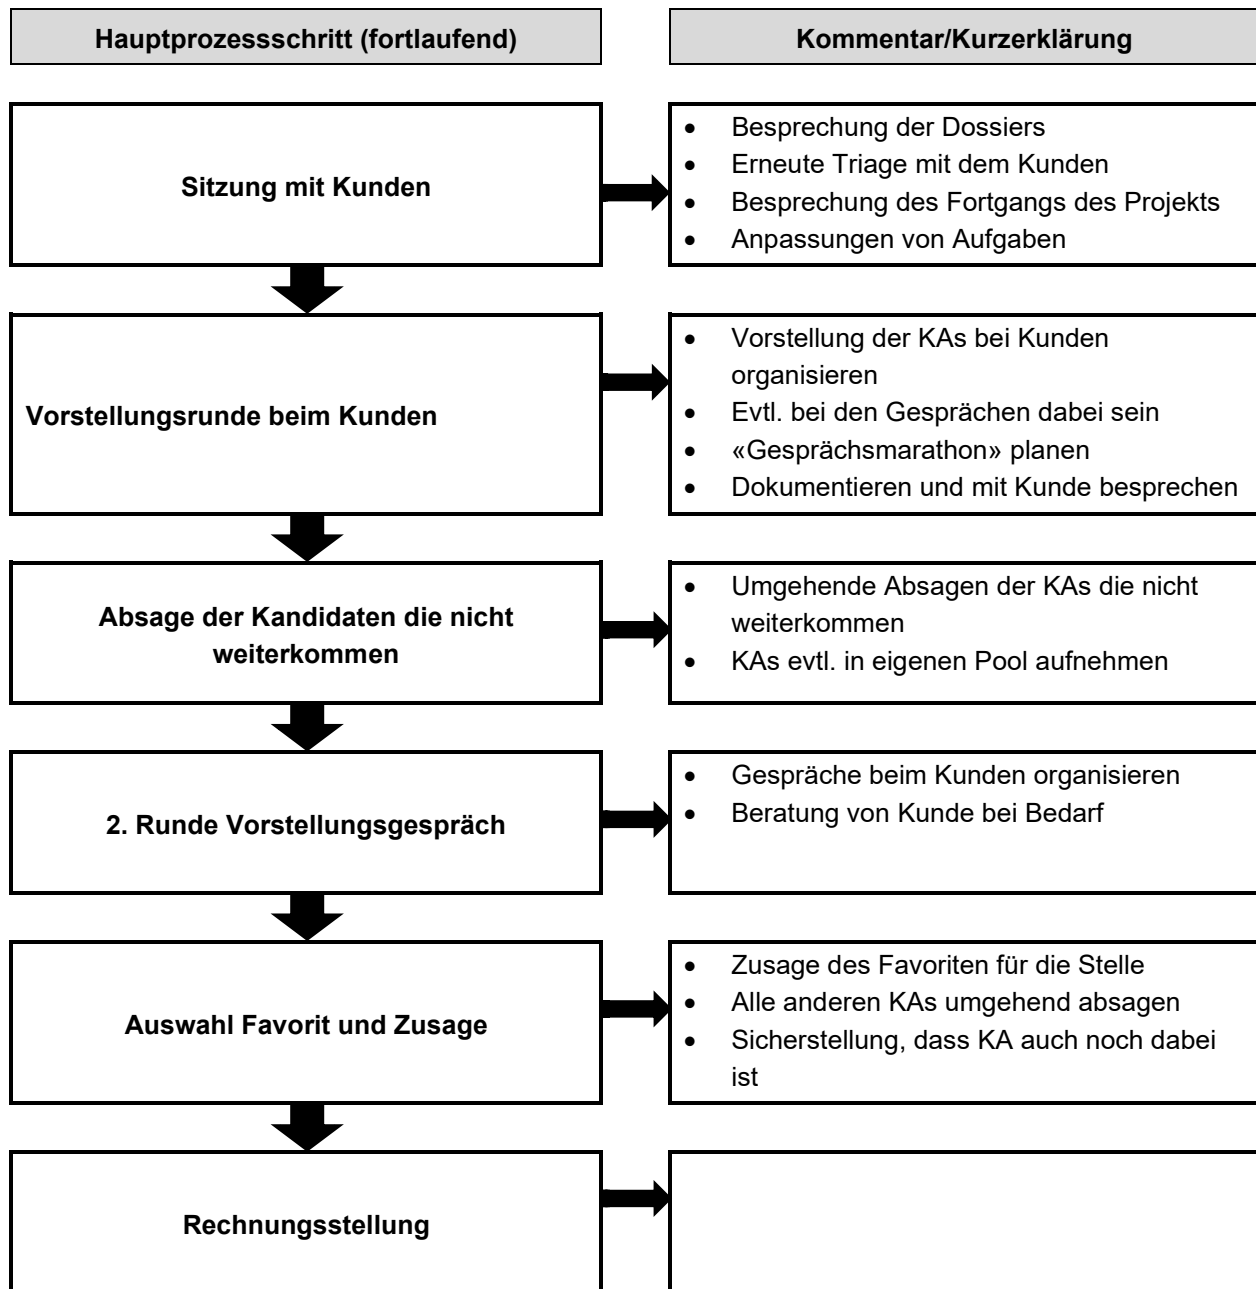 Hauptprozessschritt (fortlaufend)
Kommentar/Kurzerklärung
Sitzung mit Kunden
• Besprechung der Dossiers
• Erneute Triage mit dem Kunden
• Besprechung des Fortgangs des Projekts
• Anpassungen von Aufgaben
Vorstellungsrunde beim Kunden
• Vorstellung der KAs bei Kunden
organisieren
• Evtl. bei den Gesprächen dabei sein
• «Gesprächsmarathon» planen
• Dokumentieren und mit Kunde besprechen
Absage der Kandidaten die nicht
weiterkommen
• Umgehende Absagen der KAs die nicht
weiterkommen
• KAs evtl. in eigenen Pool aufnehmen
2. Runde Vorstellungsgespräch
• Gespräche beim Kunden organisieren
• Beratung von Kunde bei Bedarf
Auswahl Favorit und Zusage
• Zusage des Favoriten für die Stelle
• Alle anderen KAs umgehend absagen
• Sicherstellung, dass KA auch noch dabei
ist
Rechnungsstellung